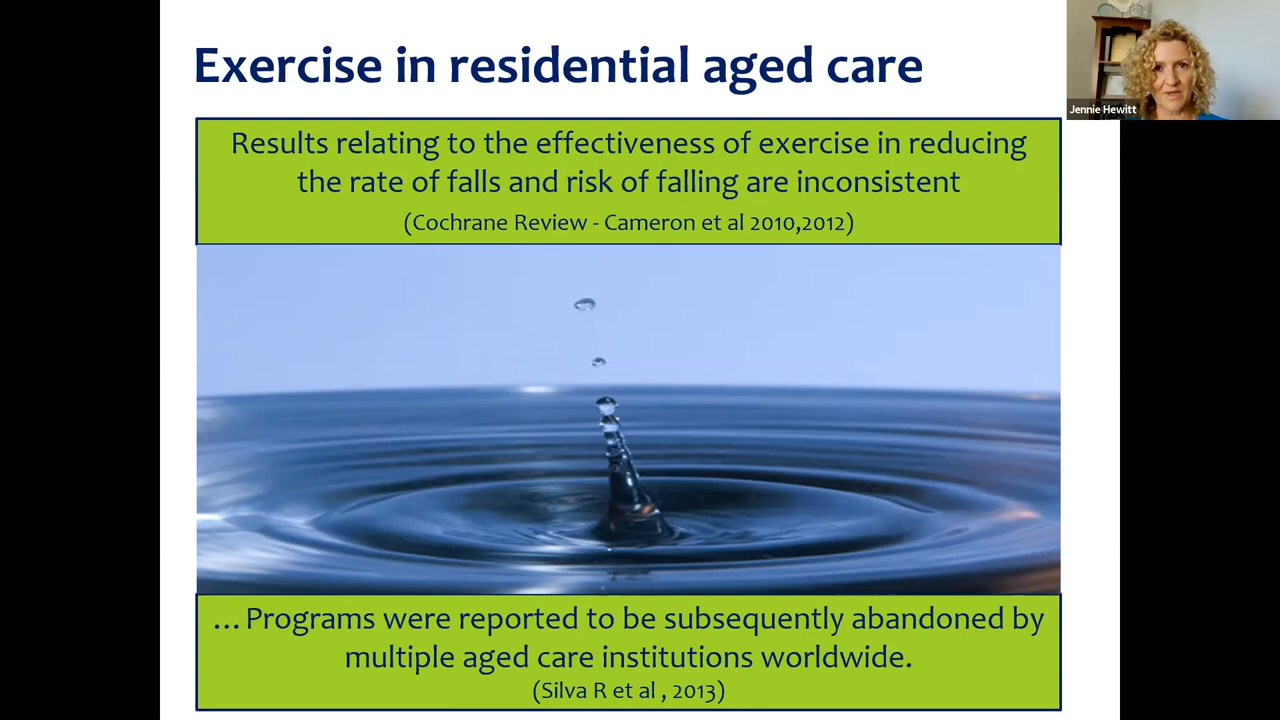 Exercise in residential aged care
Jennie Hewitt
Results relating to the effectiveness of exercise in reducing
the rate of falls and risk of falling are inconsistent
(Cochrane Review - Cameron et al 2010,2012)
...Programs were reported to be subsequently abandoned by
multiple aged care institutions worldwide.
(Silva R et al , 2013)